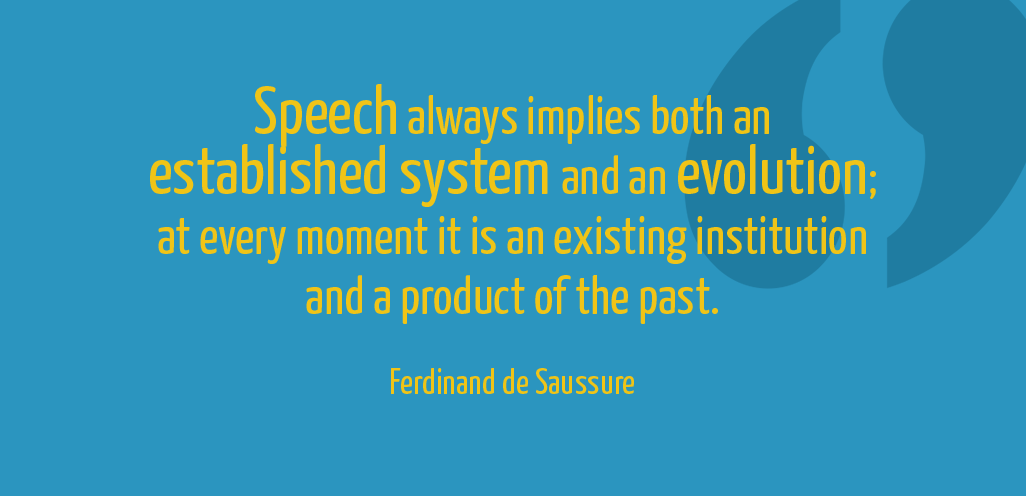 Speech always implies both an
established system and an evolution;
at every moment it is an existing institution
and a product of the past.
Ferdinand de Saussure